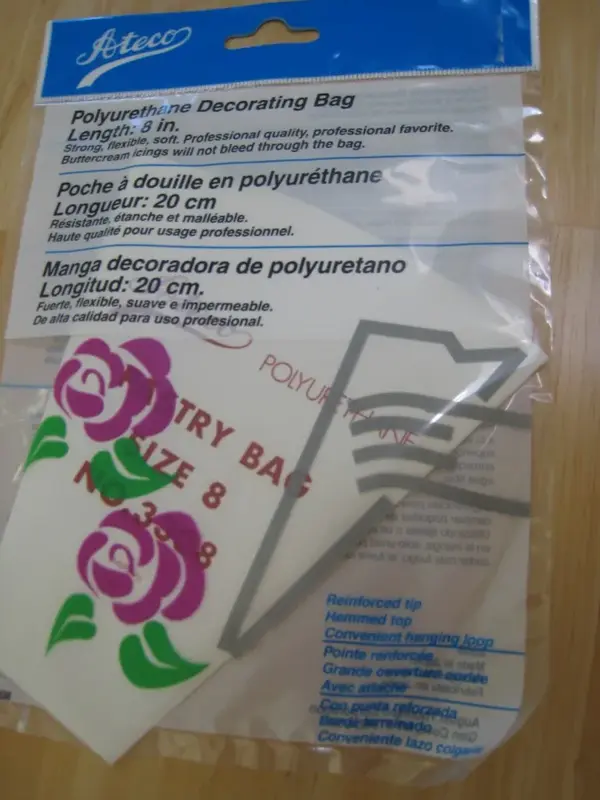 Ateco
Polyurethane Decorating Bag
Length: 8 in.
Strong, flexible, soft. Professional quality, professional favorite.
Buttercream icings will not bleed through the bag.
Poche à douille en polyuréthane
Longueur: 20 cm
Résistante, étanche et malléable.
Haute qualité pour usage professionnel.
Manga decoradora de polyuretano
Longitud: 20 cm.
Fuerte, flexible, suave e impermeable.
De alta calidad para uso profesional.
POLYURETHANE
PASTRY BAG
SIZE 8
Reinforced tip
Hemmed top
Convenient hanging loop
Pointe renforcée
Grande ouverture
Avec attache
Con punta reforzada
Conveniente lazo